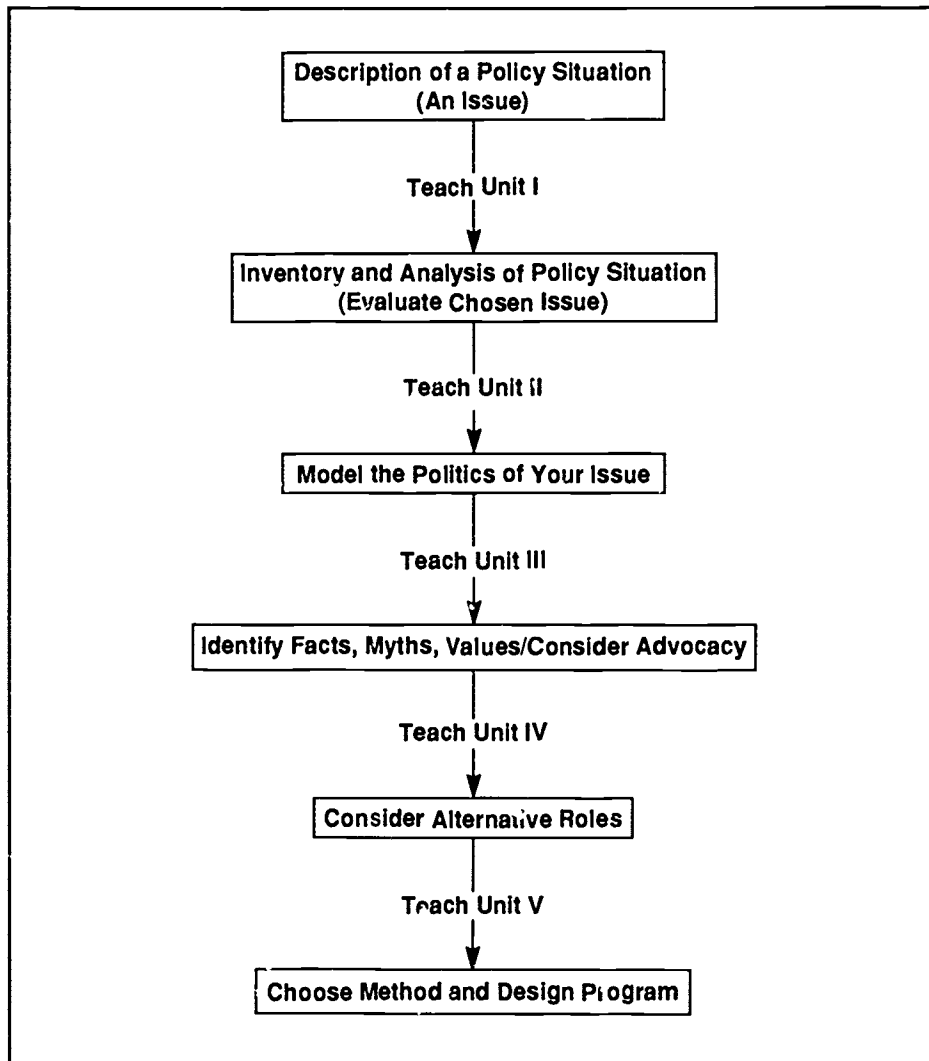 Description of a Policy Situation
(An Issue)
Teach Unit I
Inventory and Analysis of Policy Situation
(Evaluate Chosen Issue)
Teach Unit II
Model the Politics of Your Issue
Teach Unit III
Identify Facts, Myths, Values/Consider Advocacy
Teach Unit IV
Consider Alternative Roles
Teach Unit V
Choose Method and Design Program